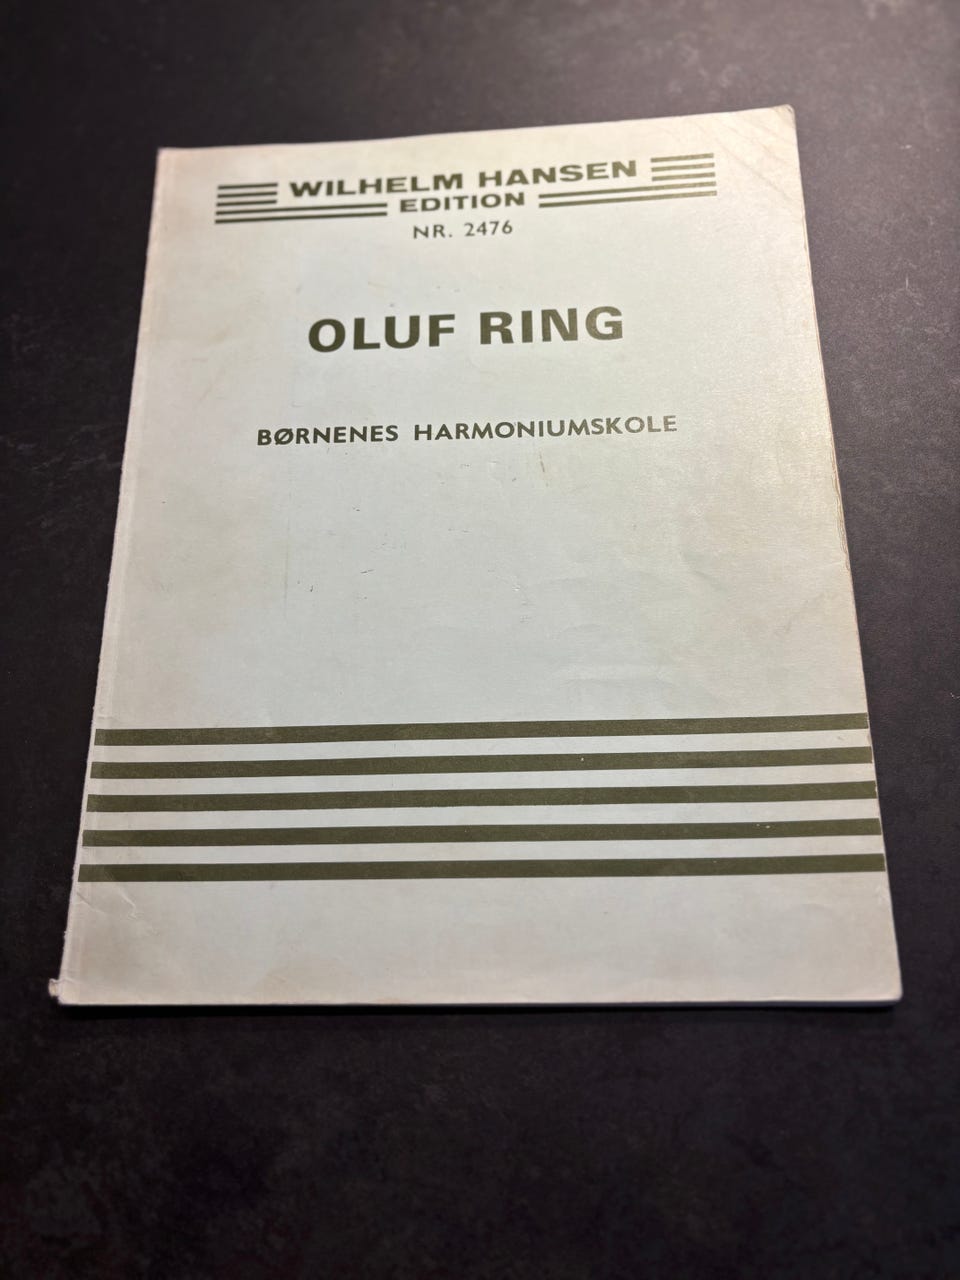 WILHELM HANSEN
EDITION
NR. 2476
OLUF RING
BØRNENES HARMONIUMSKOLE